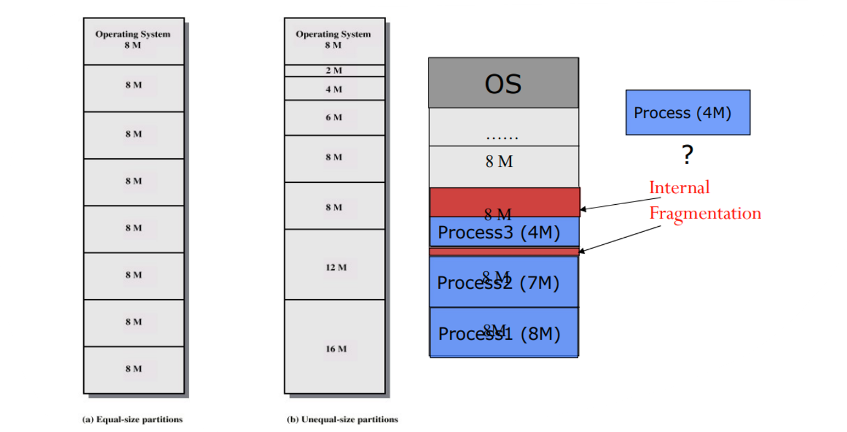 Operating System
8 M
8 M
8 M
8 M
8 M
8 M
8 M
8 M
(a) Equal-size partitions
Operating System
8 M
2 M
4 M
6 M
8 M
8 M
12 M
16 M
(b) Unequal-size partitions
OS
......
8 M
8 M
Process3 (4M)
8 M
Process2 (7M)
8M
Process1 (8M)
Process (4M)
?
Internal
Fragmentation